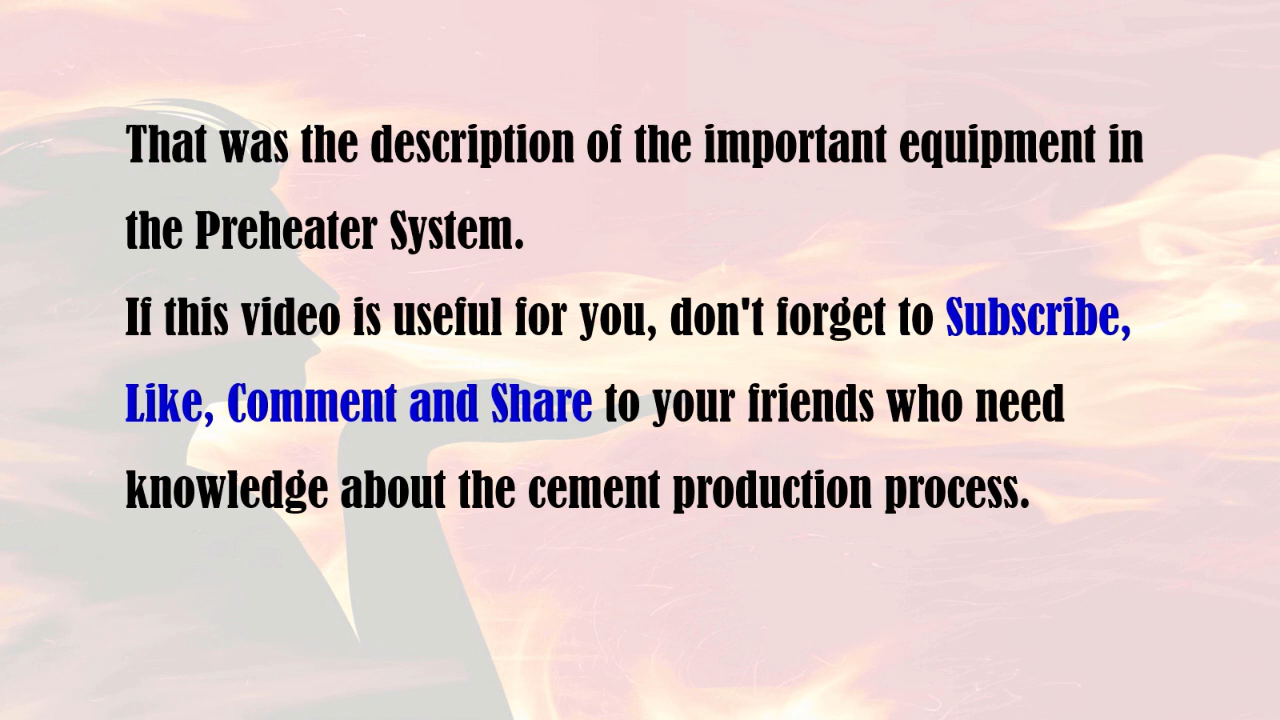 That was the description of the important equipment in
the Preheater System.
If this video is useful for you, don't forget to Subscribe,
Like, Comment and Share to your friends who need
knowledge about the cement production process.